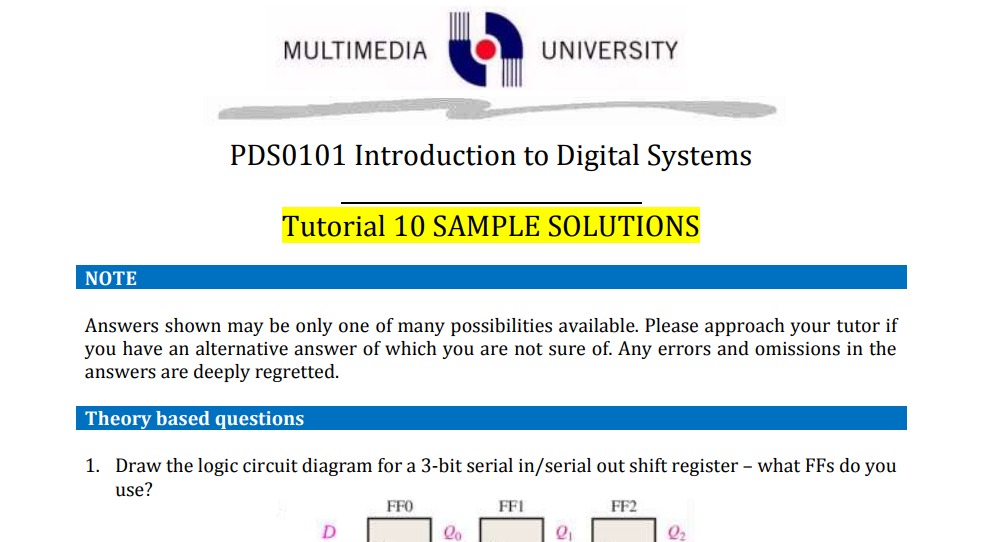 MULTIMEDIA UNIVERSITY
PDS0101 Introduction to Digital Systems
Tutorial 10 SAMPLE SOLUTIONS
NOTE
Answers shown may be only one of many possibilities available. Please approach your tutor if
you have an alternative answer of which you are not sure of. Any errors and omissions in the
answers are deeply regretted.
Theory based questions
1. Draw the logic circuit diagram for a 3-bit serial in/serial out shift register – what FFs do you
use?
FF0 FF1 FF2
D Q₀ Q₁ Q₂